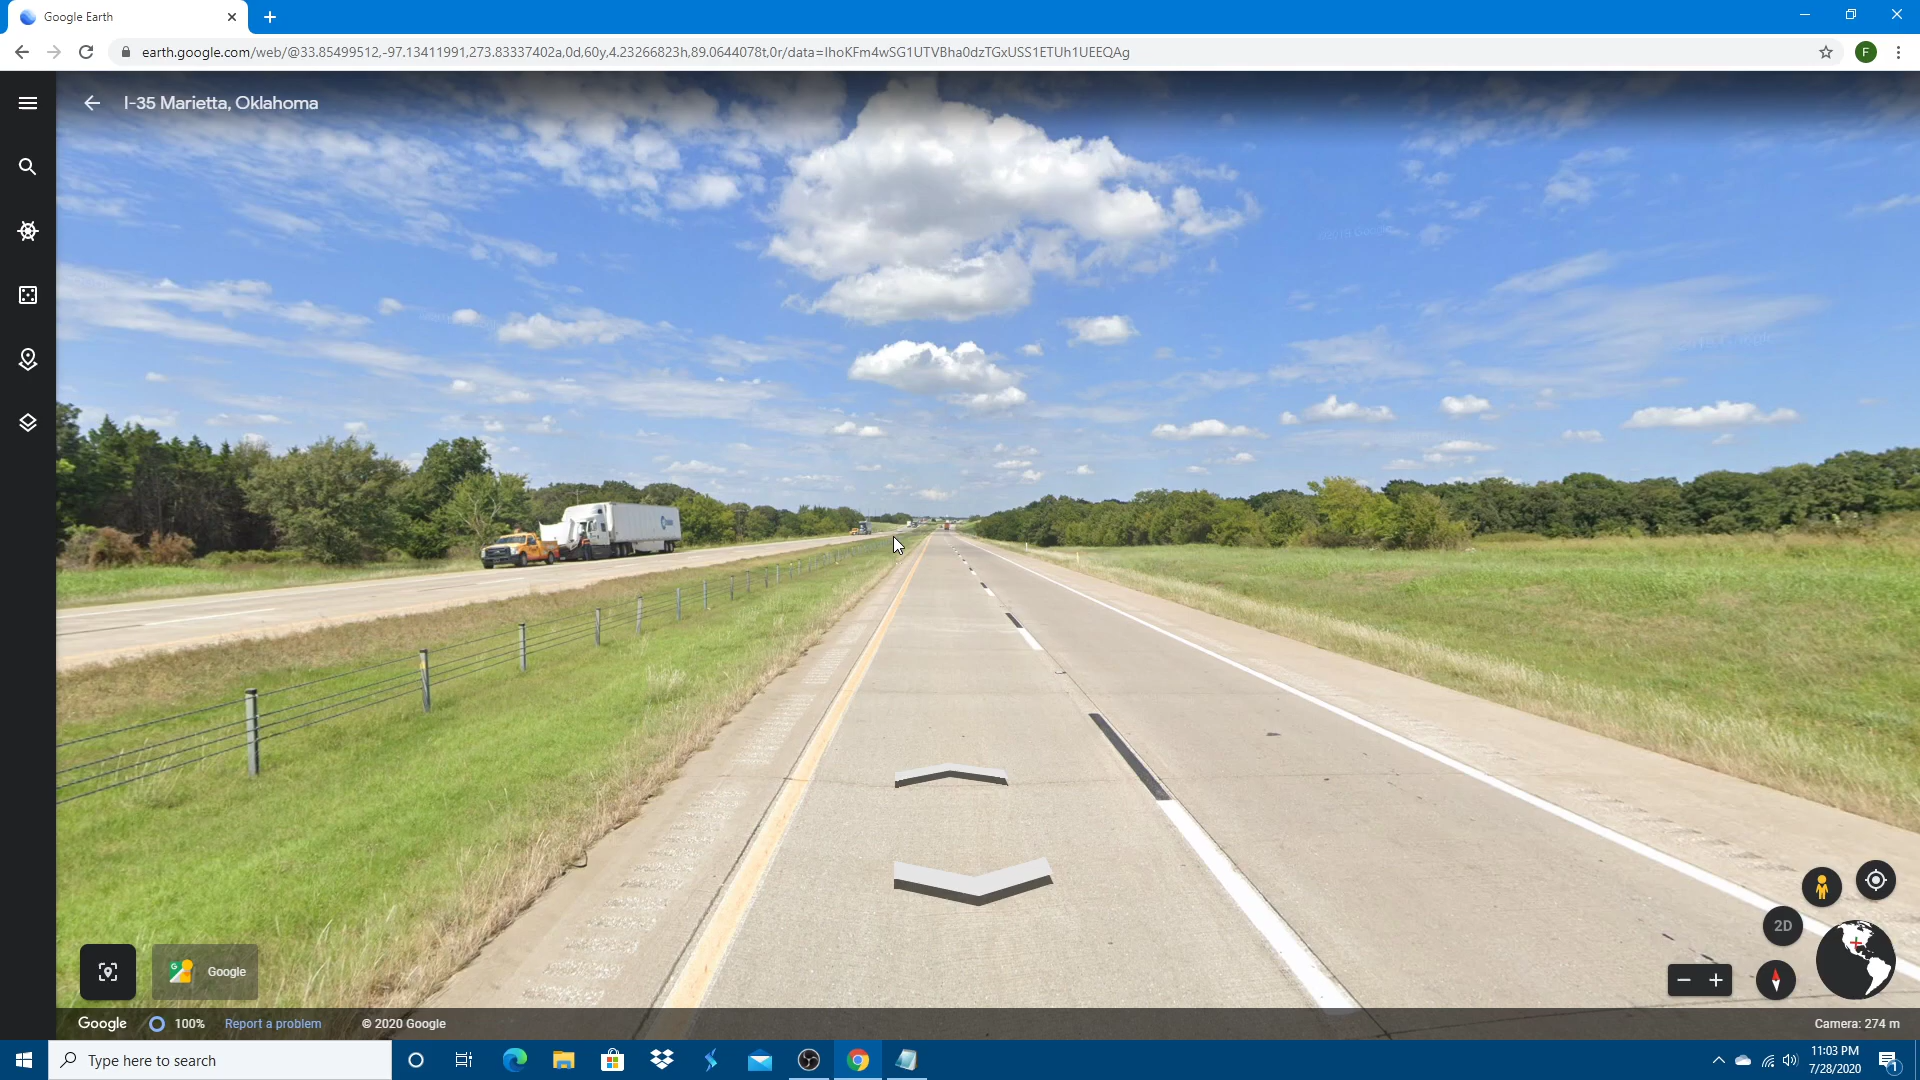 Google Earth
earth.google.com/web/@33.85499512,-97.13411991,273.83337402a,0d,60y,4.23266823h,89.0644078t,0r/data=IhoKFm4wSG1UTVBha0dzTGxUSS1ETUh1UEEQAg
F
I-35 Marietta, Oklahoma
2D
Google
Google
100%
Report a problem
© 2020 Google
Camera: 274 m
Type here to search
11:03 PM
7/28/2020
1